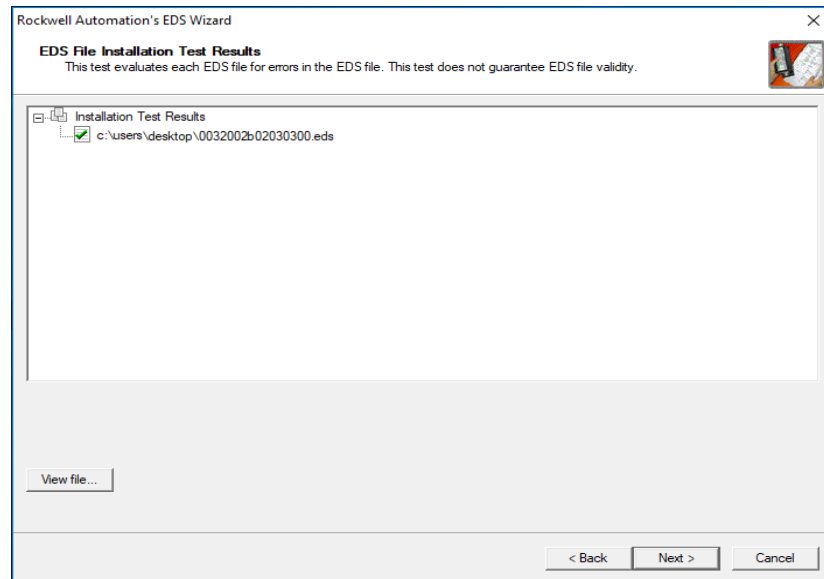 Rockwell Automation's EDS Wizard
EDS File Installation Test Results
This test evaluates each EDS file for errors in the EDS file. This test does not guarantee EDS file validity.
Installation Test Results
c:\users\desktop\0032002b02030300.eds
View file...
< Back Next > Cancel